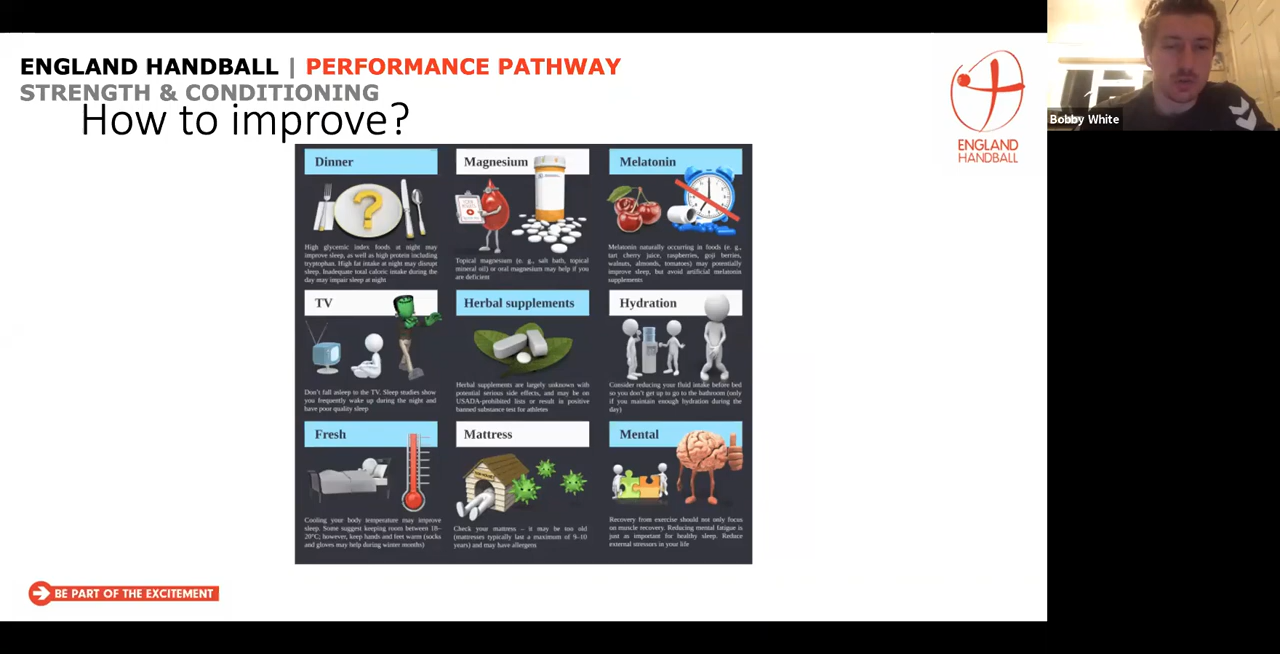 ENGLAND HANDBALL | PERFORMANCE PATHWAY
STRENGTH & CONDITIONING
How to improve?
ENGLAND
HANDBALL
Bobby White
Dinner
High glycemic index foods at night may
improve sleep, as well as high protein including
tryptophan. High fat intake at night may disrupt
sleep. Inadequate total caloric intake during the
day may impair sleep at night
Magnesium
Topical magnesium (e. g., salt bath, topical
mineral oil) or oral magnesium may help if you
are deficient
Melatonin
Melatonin naturally occurring in foods (e. g.,
tart cherry juice, raspberries, goji berries,
walnuts, almonds, tomatoes) may potentially
improve sleep, but avoid artificial melatonin
supplements
TV
Don't fall asleep to the TV. Sleep studies show
you frequently wake up during the night and
have poor quality sleep
Herbal supplements
Herbal supplements are largely unknown with
potential serious side effects, and may be on
USADA-prohibited lists or result in positive
banned substance test for athletes
Hydration
Consider reducing your fluid intake before bed
so you don't get up to go to the bathroom (only
if you maintain enough hydration during the
day)
Fresh
Cooling your body temperature may improve
sleep. Some suggest keeping room between 18–
20°C; however, keep hands and feet warm (socks
and gloves may help during winter months)
Mattress
Check your mattress – it may be too old
(mattresses typically last a maximum of 9–10
years) and may have allergens
Mental
Recovery from exercise should not only focus
on muscle recovery. Reducing mental fatigue is
just as important for healthy sleep. Reduce
external stressors in your life
BE PART OF THE EXCITEMENT